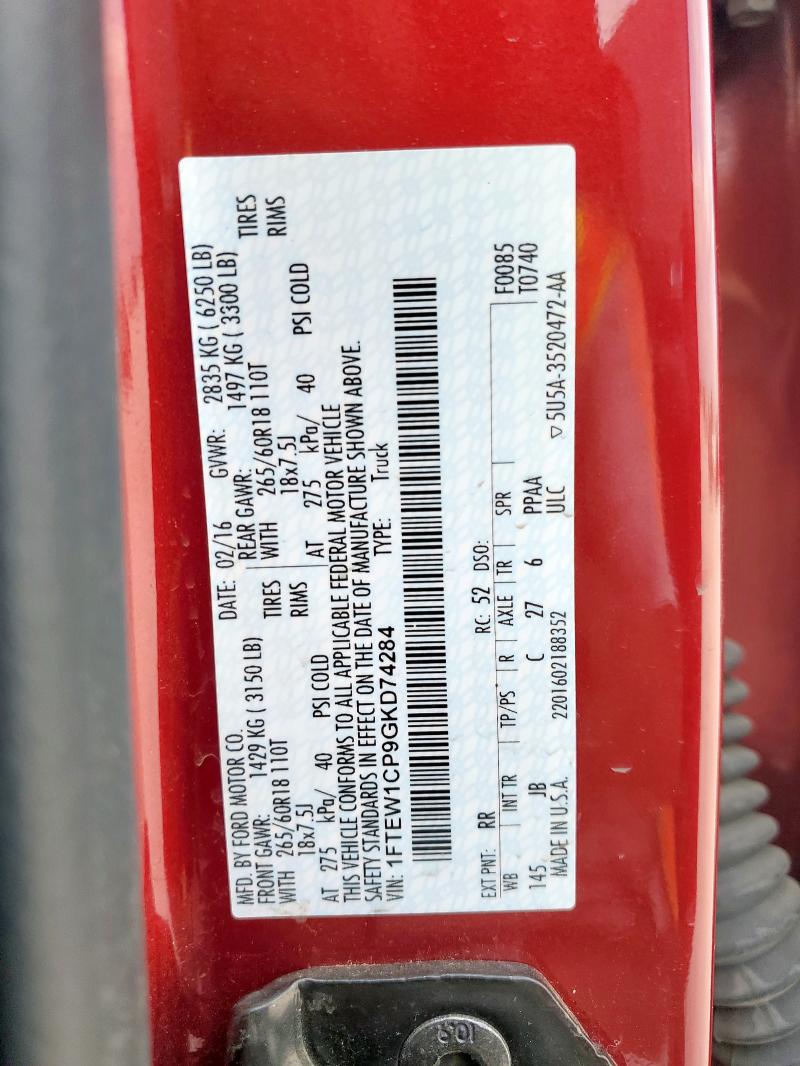 MFD. BY FORD MOTOR CO.
DATE: 02/16 GVWR: 2835 KG ( 6250 LB)
FRONT GAWR: 1429 KG ( 3150 LB)
REAR GAWR: 1497 KG ( 3300 LB)
WITH 265/60R18 110T TIRES
WITH 265/60R18 110T TIRES
18x7.5J RIMS
18x7.5J RIMS
AT 275 kPa/ 40 PSI COLD
AT 275 kPa/ 40 PSI COLD
THIS VEHICLE CONFORMS TO ALL APPLICABLE FEDERAL MOTOR VEHICLE
SAFETY STANDARDS IN EFFECT ON THE DATE OF MANUFACTURE SHOWN ABOVE.
VIN: 1FTEW1CP9GKD74284 TYPE: Truck
EXT PNT: RR RC: 52 DSO: F0085
WB INT TR TP/PS R AXLE TR SPR T0740
145 JB C 27 6 PPAA
MADE IN U.S.A. 2201602188352 ULC ▽ 5U5A-3520472-AA
10.9